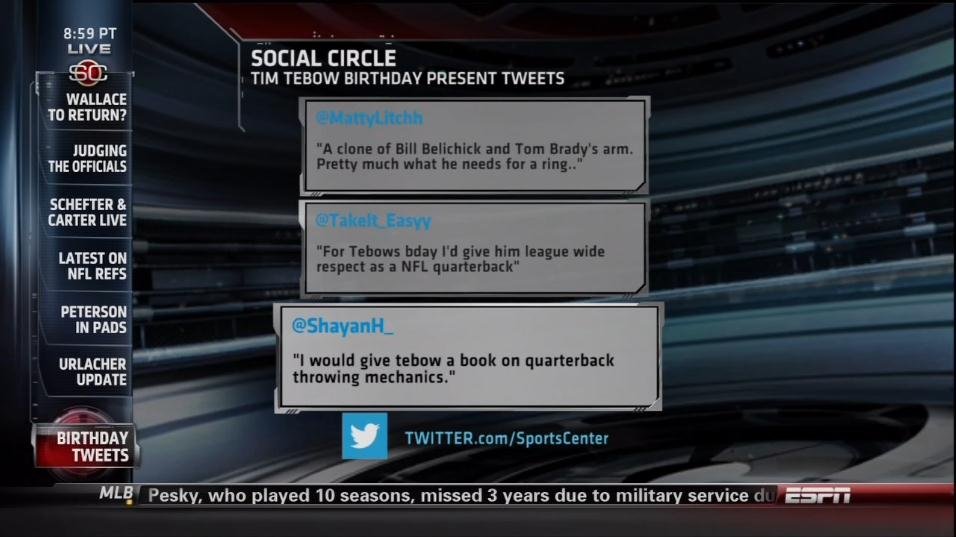 8:59 PT
LIVE
SC
WALLACE
TO RETURN?
JUDGING
THE OFFICIALS
SCHEFTER &
CARTER LIVE
LATEST ON
NFL REFS
PETERSON
IN PADS
URLACHER
UPDATE
BIRTHDAY
TWEETS
SOCIAL CIRCLE
TIM TEBOW BIRTHDAY PRESENT TWEETS
@MattyLitchh
"A clone of Bill Belichick and Tom Brady's arm.
Pretty much what he needs for a ring.."
@TakeIt_Easyy
"For Tebows bday I'd give him league wide
respect as a NFL quarterback"
@ShayanH_
"I would give tebow a book on quarterback
throwing mechanics."
TWITTER.com/SportsCenter
MLB Pesky, who played 10 seasons, missed 3 years due to military service du ESPN